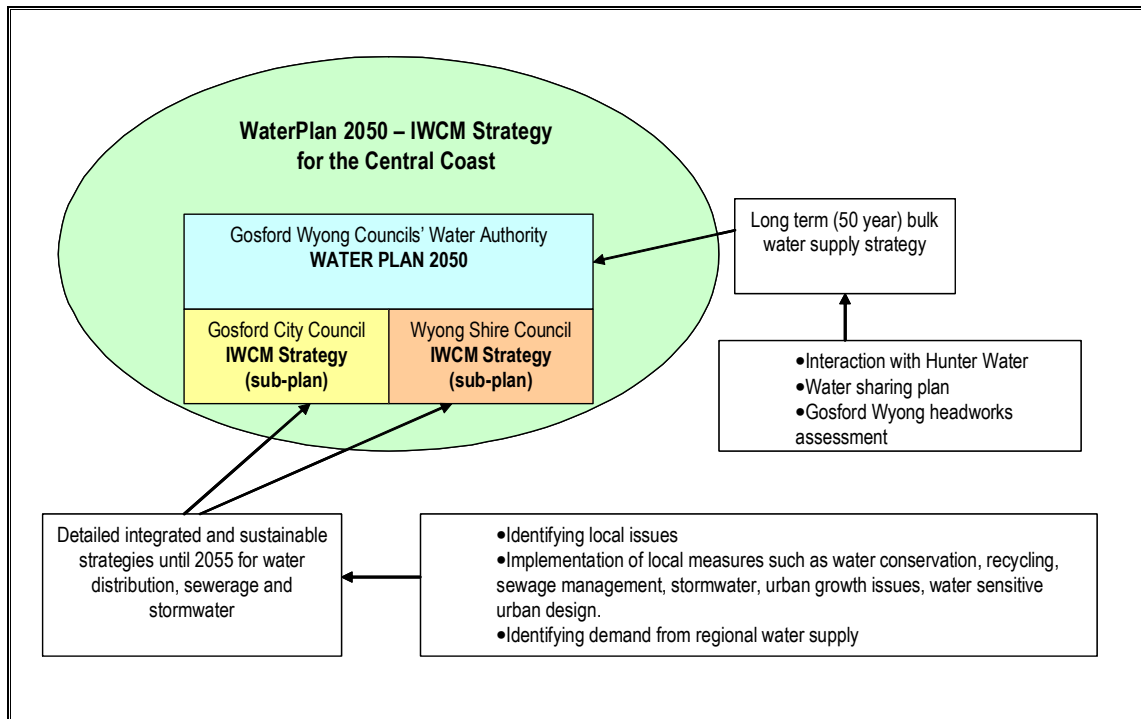 WaterPlan 2050 – IWCM Strategy
for the Central Coast
Gosford Wyong Councils' Water Authority
WATER PLAN 2050
Gosford City Council
IWCM Strategy
(sub-plan)
Wyong Shire Council
IWCM Strategy
(sub-plan)
Long term (50 year) bulk
water supply strategy
•Interaction with Hunter Water
•Water sharing plan
•Gosford Wyong headworks
assessment
Detailed integrated and sustainable
strategies until 2055 for water
distribution, sewerage and
stormwater
•Identifying local issues
•Implementation of local measures such as water conservation, recycling,
sewage management, stormwater, urban growth issues, water sensitive
urban design.
•Identifying demand from regional water supply